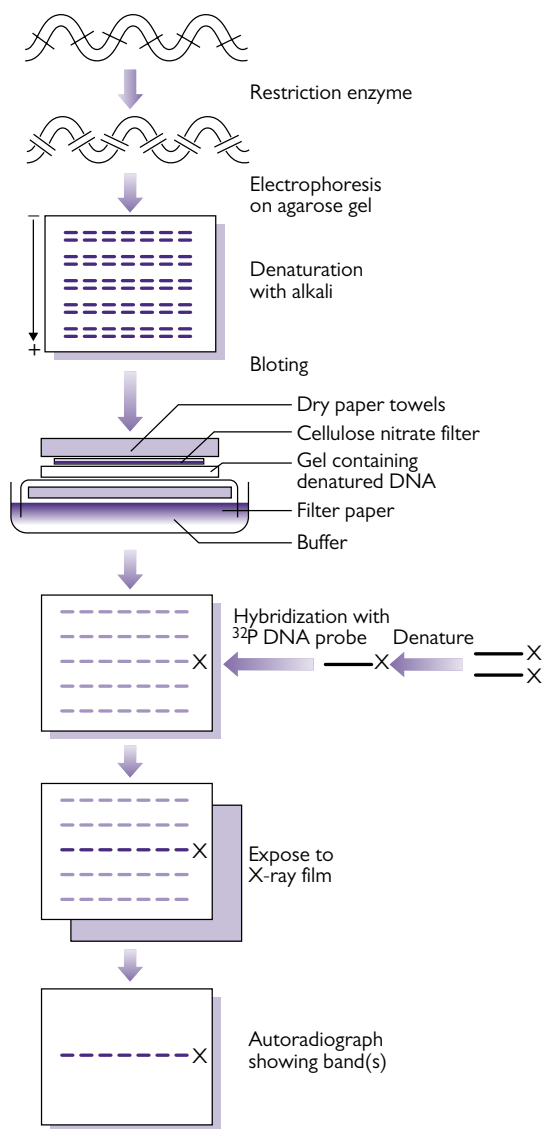 Restriction enzyme
Electrophoresis
on agarose gel
−
Denaturation
with alkali
+
Bloting
Dry paper towels
Cellulose nitrate filter
Gel containing
denatured DNA
Filter paper
Buffer
Hybridization with
³²P DNA probe
Denature
X
X
X
X
X
Expose to
X-ray film
Autoradiograph
showing band(s)
X